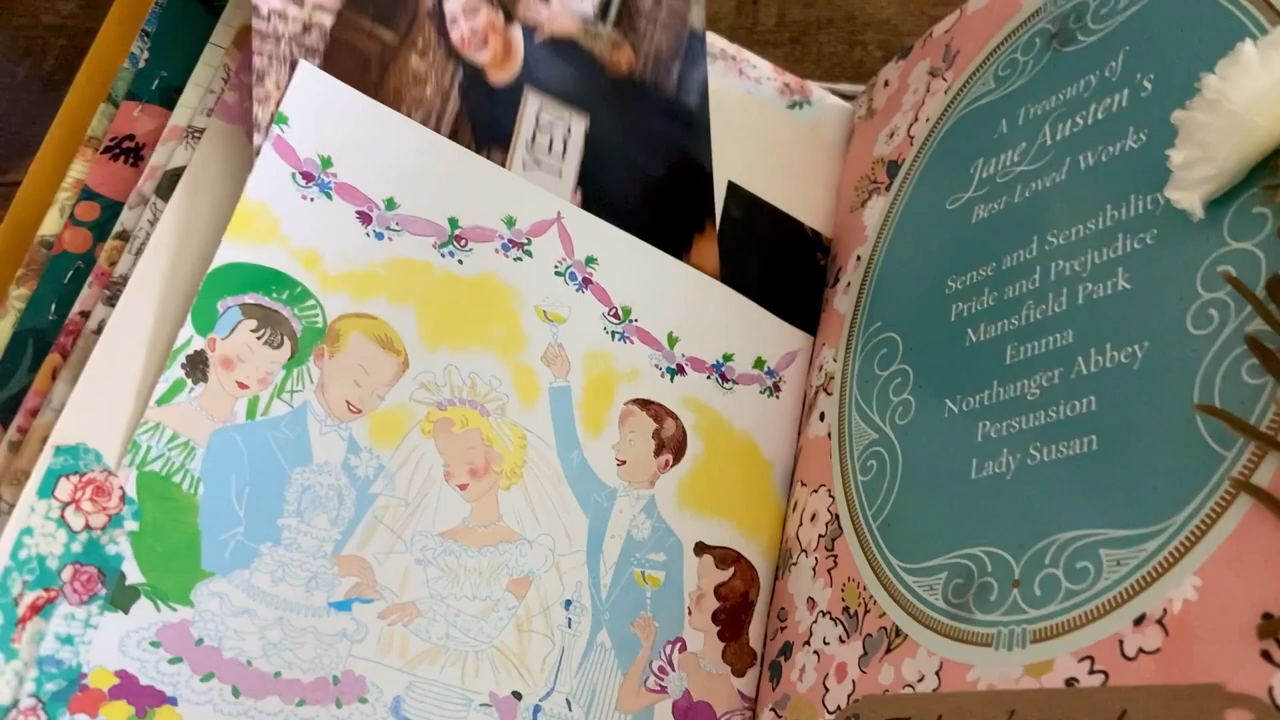 A Treasury of
Jane Austen's
Best-Loved Works
Sense and Sensibility
Pride and Prejudice
Mansfield Park
Emma
Northanger Abbey
Persuasion
Lady Susan